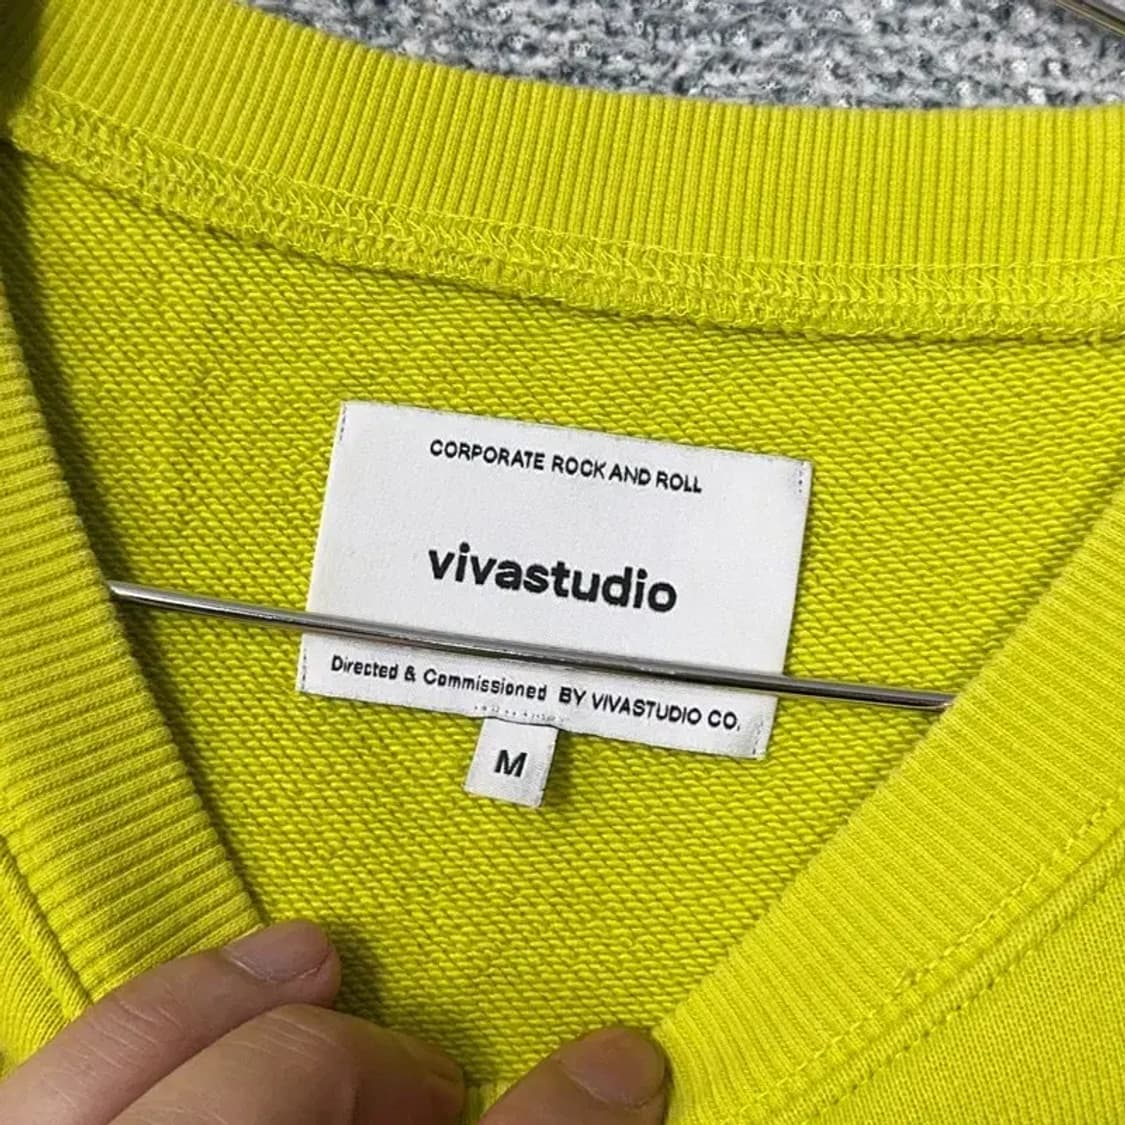 CORPORATE ROCK AND ROLL
vivastudio
Directed & Commissioned BY VIVASTUDIO CO.
M